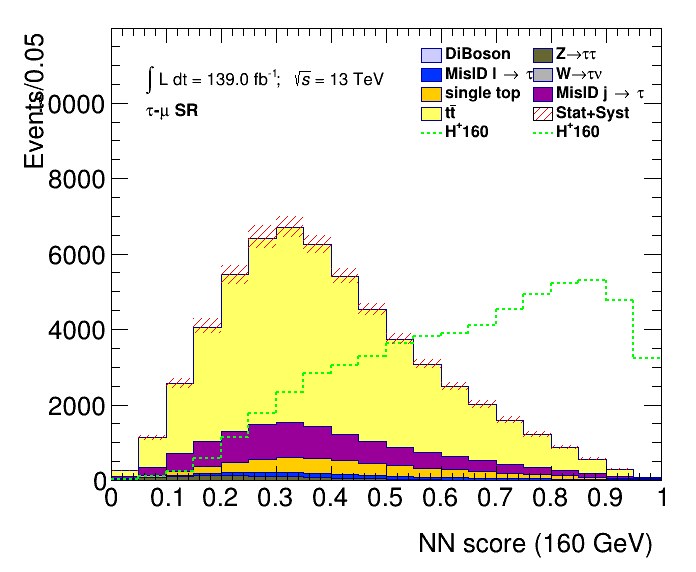 Events/0.05
∫ L dt = 139.0 fb⁻¹; √s = 13 TeV
τ-μ SR
DiBoson Z→ττ
MisID l → τ W→τν
single top MisID j → τ
tt̄ Stat+Syst
H⁺160 H⁺160
10000
8000
6000
4000
2000
0
0 0.1 0.2 0.3 0.4 0.5 0.6 0.7 0.8 0.9 1
NN score (160 GeV)